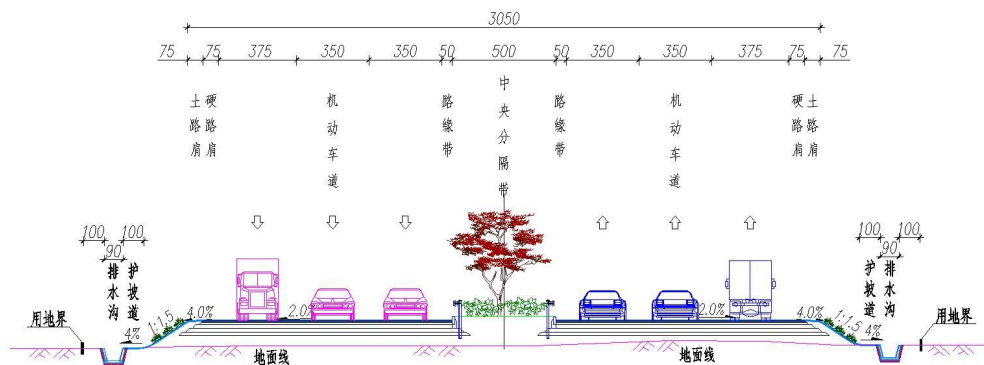 3050
75 75 375 350 350 50 500 50 350 350 375 75 75
土路肩
硬路肩
机动车道
路缘带
中央分隔带
路缘带
机动车道
硬路肩
土路肩
100 90 100
排水沟
护坡道
100 90 100
护坡道
排水沟
用地界
4%
1:1.5
4.0%
2.0%
2.0%
4.0%
1:1.5
4%
用地界
地面线
地面线